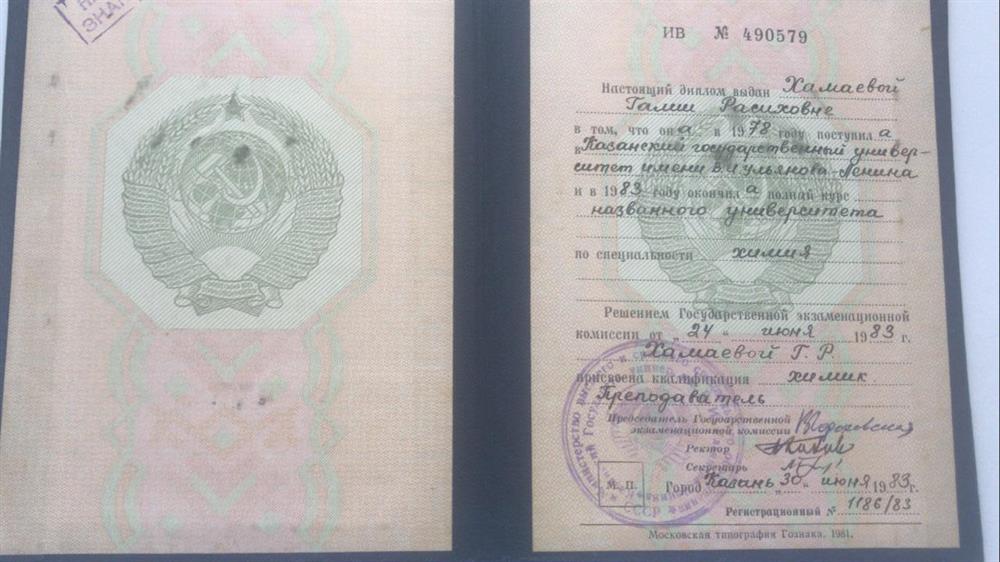 ЗНА
ИВ № 490579
Настоящий диплом выдан Хамаевой
Расиховне
в том, что она в 1978 году поступила
в Казанский государственный универ-
ситет имени В.И Ульянова-Ленина
и в 1983 году окончила полный курс
названного университета
по специальности химия
Решением Государственной экзаменационной
комиссии от "24" июня 1983 г.
Хамаевой Г. Р.
присвоена квалификация химик.
Преподаватель
Председатель Государственной
экзаменационной комиссии
Ректор
Секретарь
М. П. Город Казань "30" июня 1983 г.
СССР
Регистрационный № 1186/83
Московская типография Гознака. 1981.